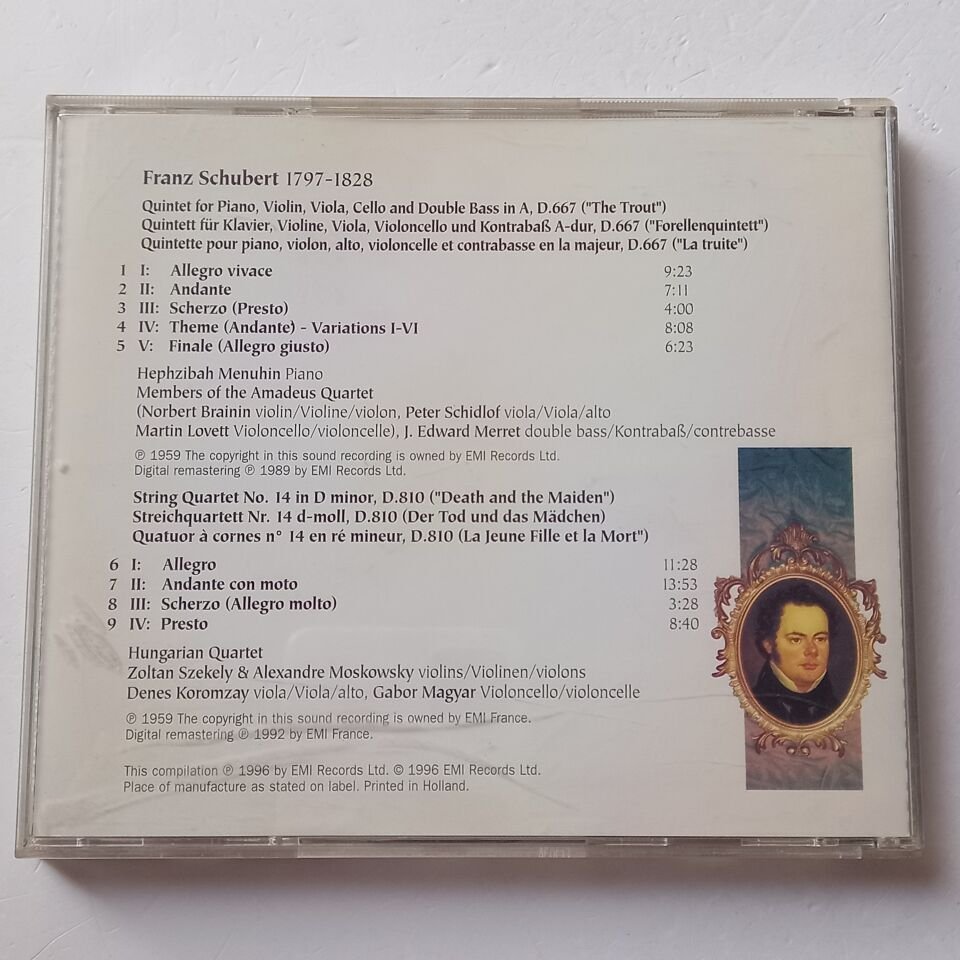 Franz Schubert 1797-1828
Quintet for Piano, Violin, Viola, Cello and Double Bass in A, D.667 ("The Trout")
Quintett für Klavier, Violine, Viola, Violoncello und Kontrabaß A-dur, D.667 ("Forellenquintett")
Quintette pour piano, violon, alto, violoncelle et contrabasse en la majeur, D.667 ("La truite")
1 I: Allegro vivace 9:23
2 II: Andante 7:11
3 III: Scherzo (Presto) 4:00
4 IV: Theme (Andante) - Variations I-VI 8:08
5 V: Finale (Allegro giusto) 6:23
Hephzibah Menuhin Piano
Members of the Amadeus Quartet
(Norbert Brainin violin/Violine/violon, Peter Schidlof viola/Viola/alto
Martin Lovett Violoncello/violoncelle), J. Edward Merret double bass/Kontrabaß/contrebasse
℗ 1959 The copyright in this sound recording is owned by EMI Records Ltd.
Digital remastering ℗ 1989 by EMI Records Ltd.
String Quartet No. 14 in D minor, D.810 ("Death and the Maiden")
Streichquartett Nr. 14 d-moll, D.810 (Der Tod und das Mädchen)
Quatuor à cornes n° 14 en ré mineur, D.810 (La Jeune Fille et la Mort")
6 I: Allegro 11:28
7 II: Andante con moto 13:53
8 III: Scherzo (Allegro molto) 3:28
9 IV: Presto 8:40
Hungarian Quartet
Zoltan Szekely & Alexandre Moskowsky violins/Violinen/violons
Denes Koromzay viola/Viola/alto, Gabor Magyar Violoncello/violoncelle
℗ 1959 The copyright in this sound recording is owned by EMI France.
Digital remastering ℗ 1992 by EMI France.
This compilation ℗ 1996 by EMI Records Ltd. © 1996 EMI Records Ltd.
Place of manufacture as stated on label. Printed in Holland.